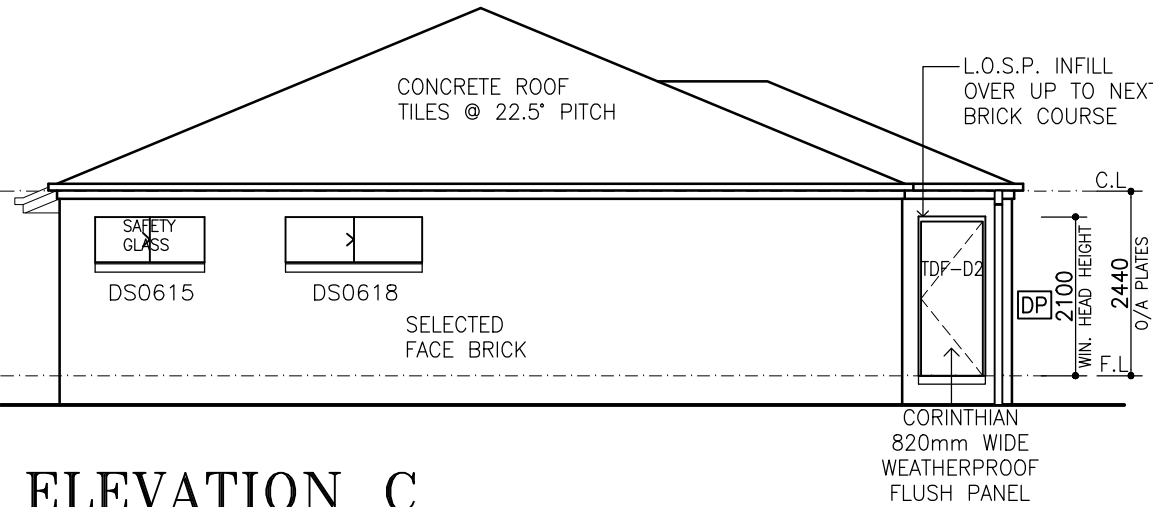 CONCRETE ROOF
TILES @ 22.5° PITCH
L.O.S.P. INFILL
OVER UP TO NEXT
BRICK COURSE
C.L
SAFETY
GLASS
DS0615
DS0618
SELECTED
FACE BRICK
TDF-D2
DP
2100
WIN. HEAD HEIGHT
2440
O/A PLATES
F.L
CORINTHIAN
820mm WIDE
WEATHERPROOF
FLUSH PANEL
ELEVATION C